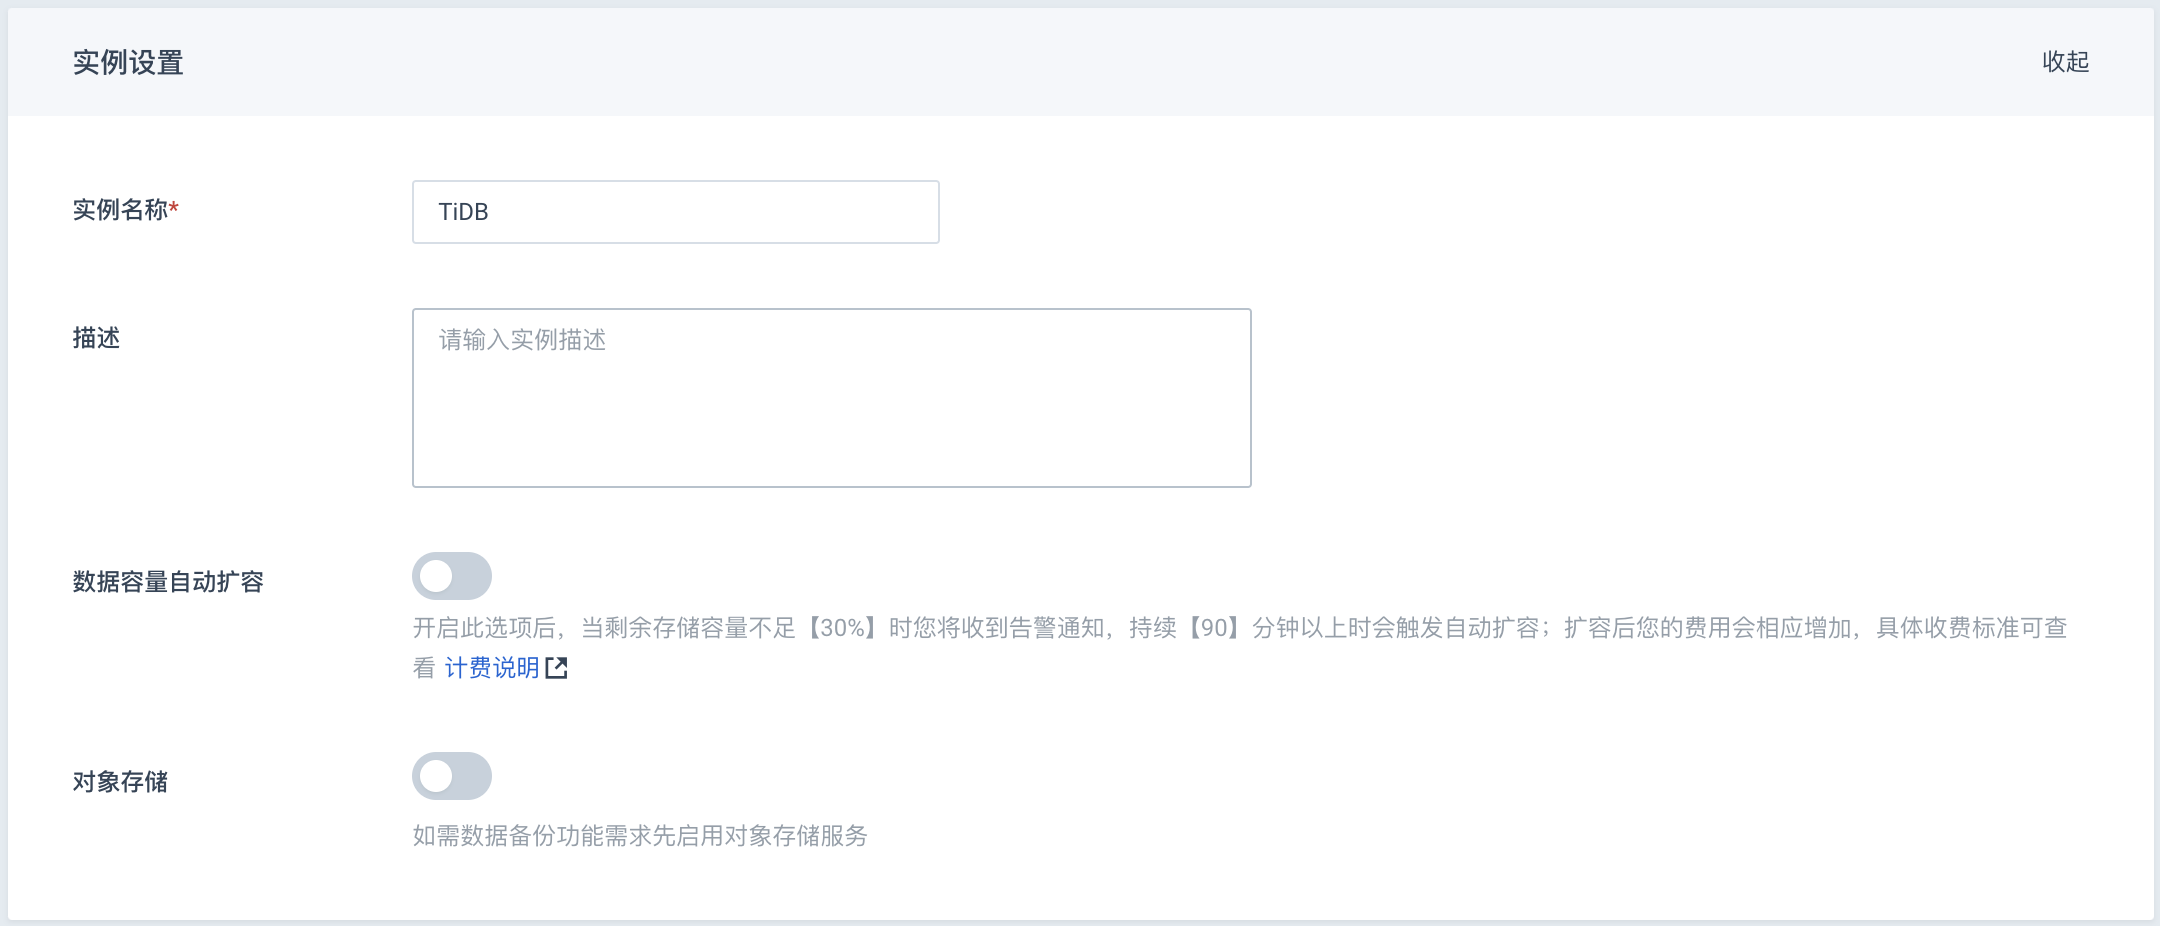 实例设置
收起
实例名称*
TiDB
描述
请输入实例描述
数据容量自动扩容
开启此选项后，当剩余存储容量不足【30%】时您将收到告警通知，持续【90】分钟以上时会触发自动扩容；扩容后您的费用会相应增加，具体收费标准可查
看 计费说明
对象存储
如需数据备份功能需求先启用对象存储服务